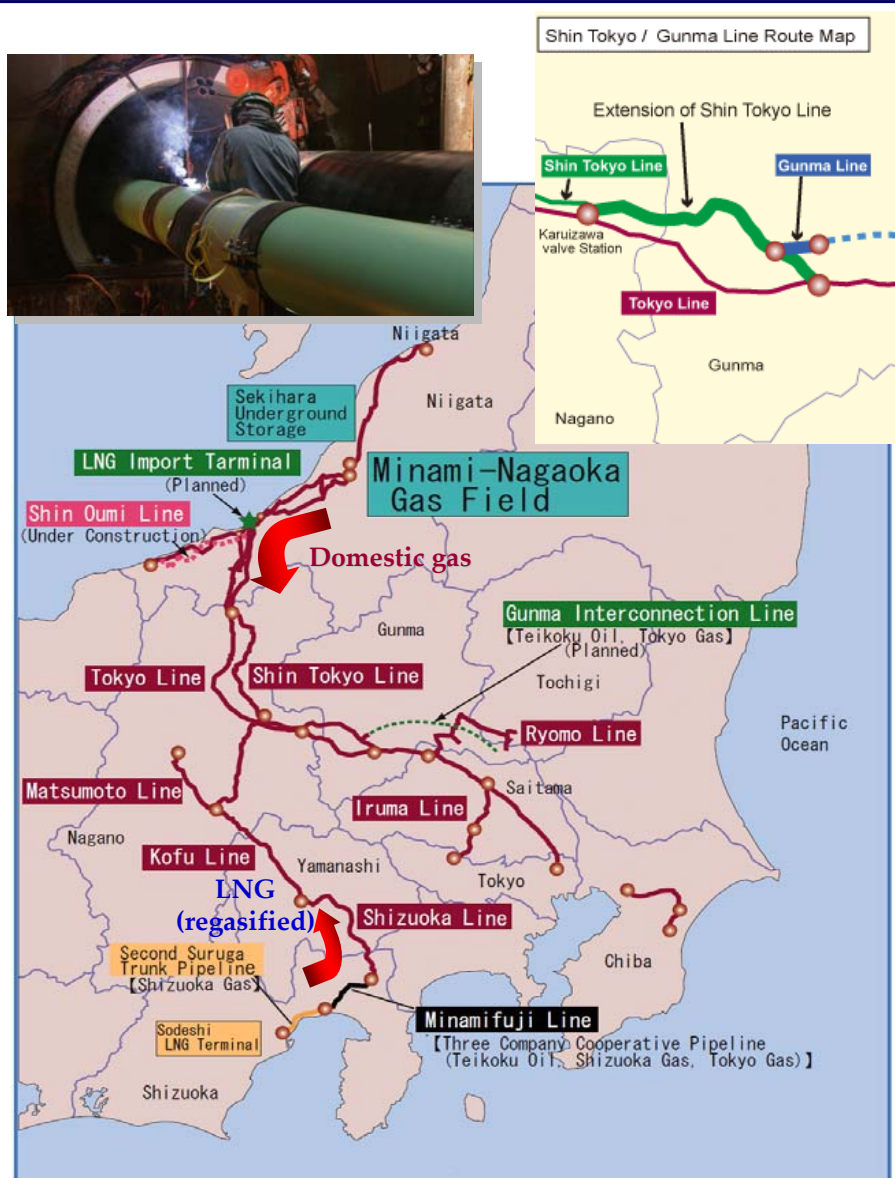 Shin Tokyo / Gunma Line Route Map
Extension of Shin Tokyo Line
Shin Tokyo Line
Gunma Line
Karuizawa
valve Station
Tokyo Line
Gunma
Nagano
Niigata
Sekihara
Underground
Storage
Niigata
LNG Import Tarminal
(Planned)
Minami-Nagaoka
Gas Field
Shin Oumi Line
(Under Construction)
Domestic gas
Gunma Interconnection Line
【Teikoku Oil, Tokyo Gas】
(Planned)
Gunma
Tochigi
Tokyo Line
Shin Tokyo Line
Ryomo Line
Pacific
Ocean
Matsumoto Line
Iruma Line
Saitama
Nagano
Kofu Line
Yamanashi
Tokyo
LNG
(regasified)
Shizuoka Line
Chiba
Second Suruga
Trunk Pipeline
【Shizuoka Gas】
Sodeshi
LNG Terminal
Minamifuji Line
【Three Company Cooperative Pipeline
(Teikoku Oil, Shizuoka Gas, Tokyo Gas)】
Shizuoka